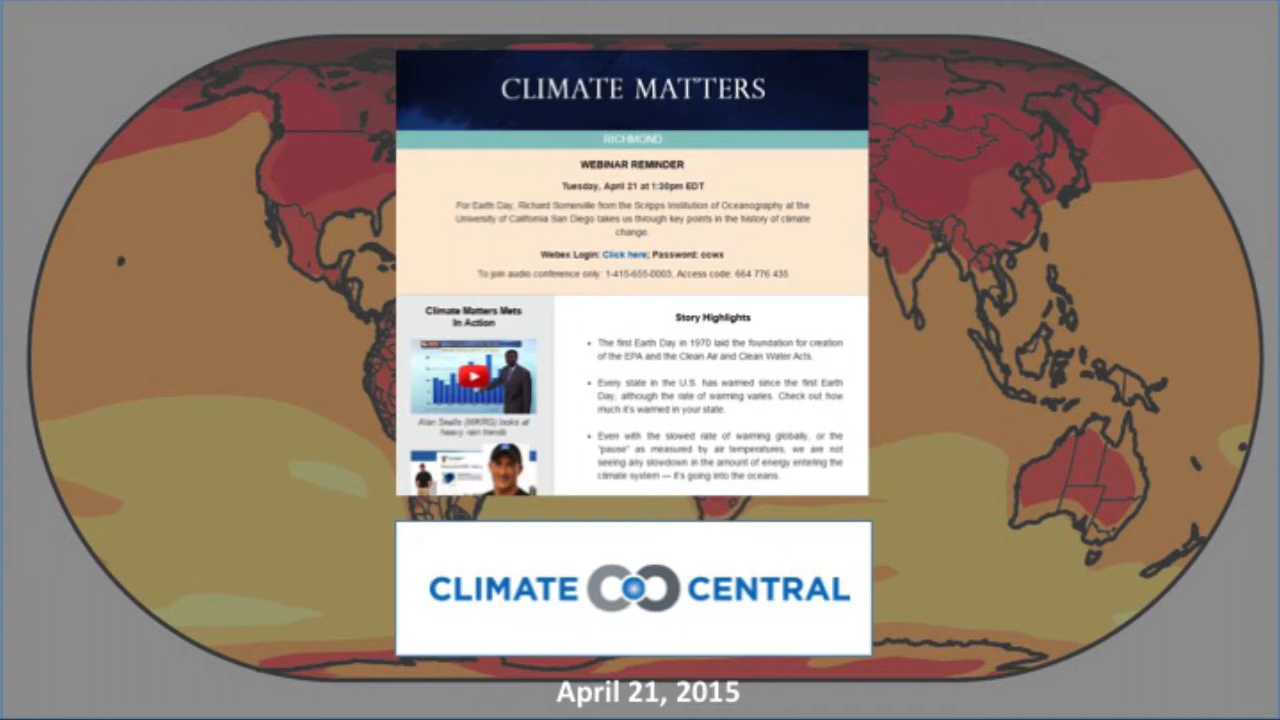 CLIMATE MATTERS
RICHMOND
WEBINAR REMINDER
Tuesday, April 21 at 1:30pm EDT
For Earth Day, Richard Somerville from the Scripps Institution of Oceanography at the
University of California San Diego takes us through key points in the history of climate
change.
Webex Login: Click here; Password: ccwx
To join audio conference only: 1-415-655-0003, Access code: 664 776 435
Climate Matters Mets
In Action
Alan Sealls (WKRG) looks at
heavy rain trends
Story Highlights
• The first Earth Day in 1970 laid the foundation for creation
of the EPA and the Clean Air and Clean Water Acts.
• Every state in the U.S. has warmed since the first Earth
Day, although the rate of warming varies. Check out how
much it's warmed in your state.
• Even with the slowed rate of warming globally, or the
"pause" as measured by air temperatures, we are not
seeing any slowdown in the amount of energy entering the
climate system — it's going into the oceans.
CLIMATE CENTRAL
April 21, 2015